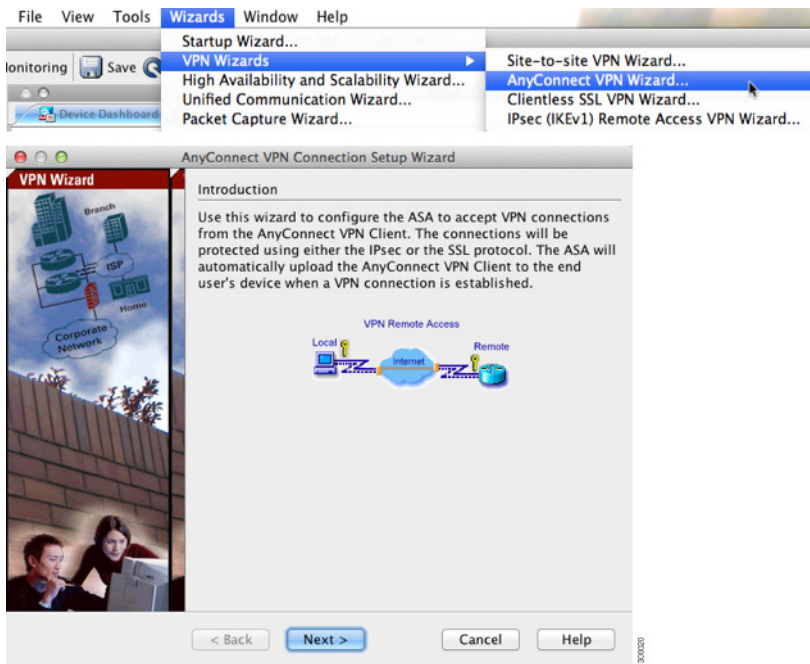 File View Tools Wizards Window Help
Startup Wizard...
onitoring Save
VPN Wizards
Site-to-site VPN Wizard...
High Availability and Scalability Wizard...
AnyConnect VPN Wizard...
Device Dashboard
Unified Communication Wizard...
Clientless SSL VPN Wizard...
Packet Capture Wizard...
IPsec (IKEv1) Remote Access VPN Wizard...
AnyConnect VPN Connection Setup Wizard
VPN Wizard
Branch
ISP
Home
Corporate
Network
Introduction
Use this wizard to configure the ASA to accept VPN connections
from the AnyConnect VPN Client. The connections will be
protected using either the IPsec or the SSL protocol. The ASA will
automatically upload the AnyConnect VPN Client to the end
user's device when a VPN connection is established.
VPN Remote Access
Local
Internet
Remote
< Back Next > Cancel Help
300020